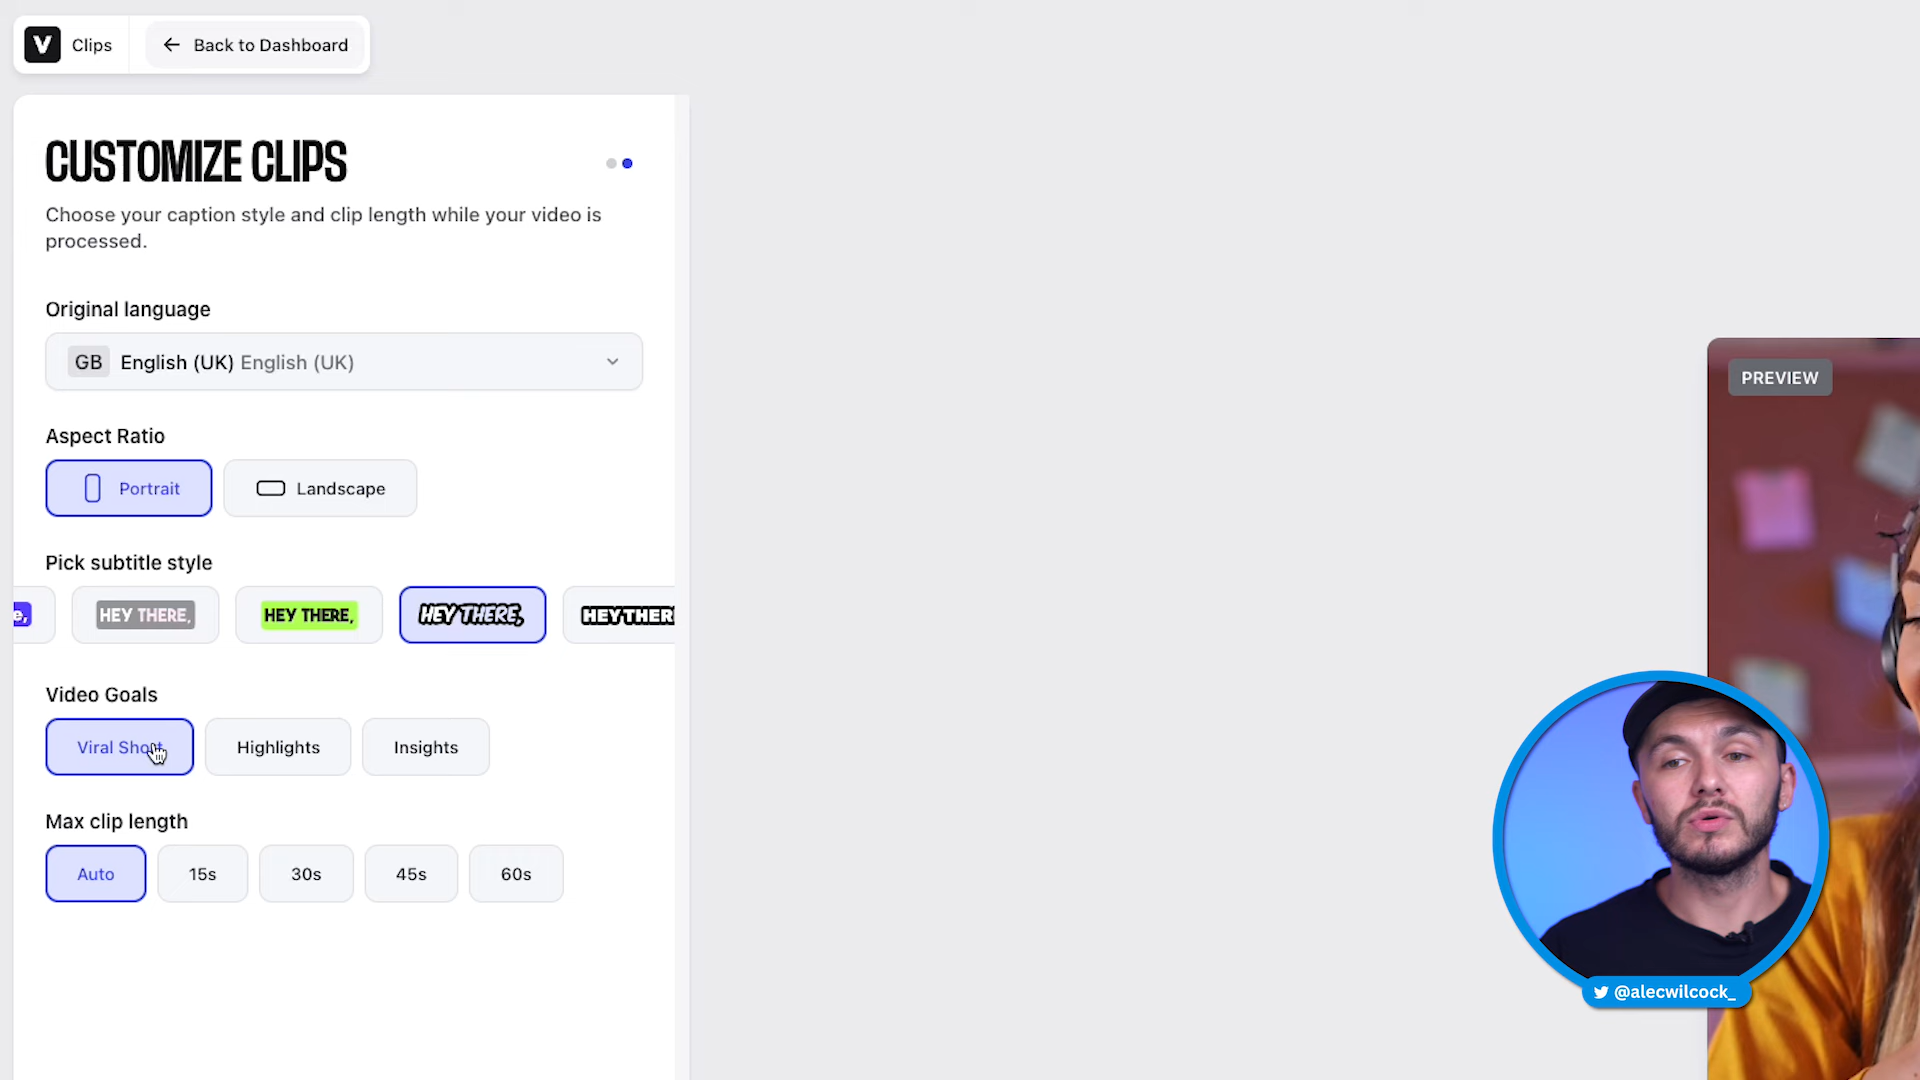 V Clips
Back to Dashboard
CUSTOMIZE CLIPS
Choose your caption style and clip length while your video is
processed.
Original language
GB English (UK) English (UK)
Aspect Ratio
Portrait
Landscape
Pick subtitle style
e,
HEY THERE,
HEY THERE,
HEY THERE,
HEY THER
Video Goals
Viral Short
Highlights
Insights
Max clip length
Auto
15s
30s
45s
60s
PREVIEW
@alecwilcock_